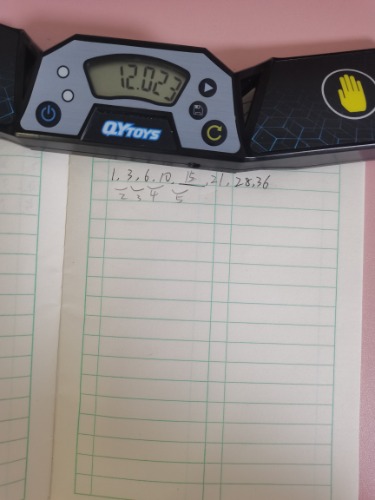 12.023
QYTOYS
1, 3, 6, 10, 15, 21, 28, 36
2 3 4 5